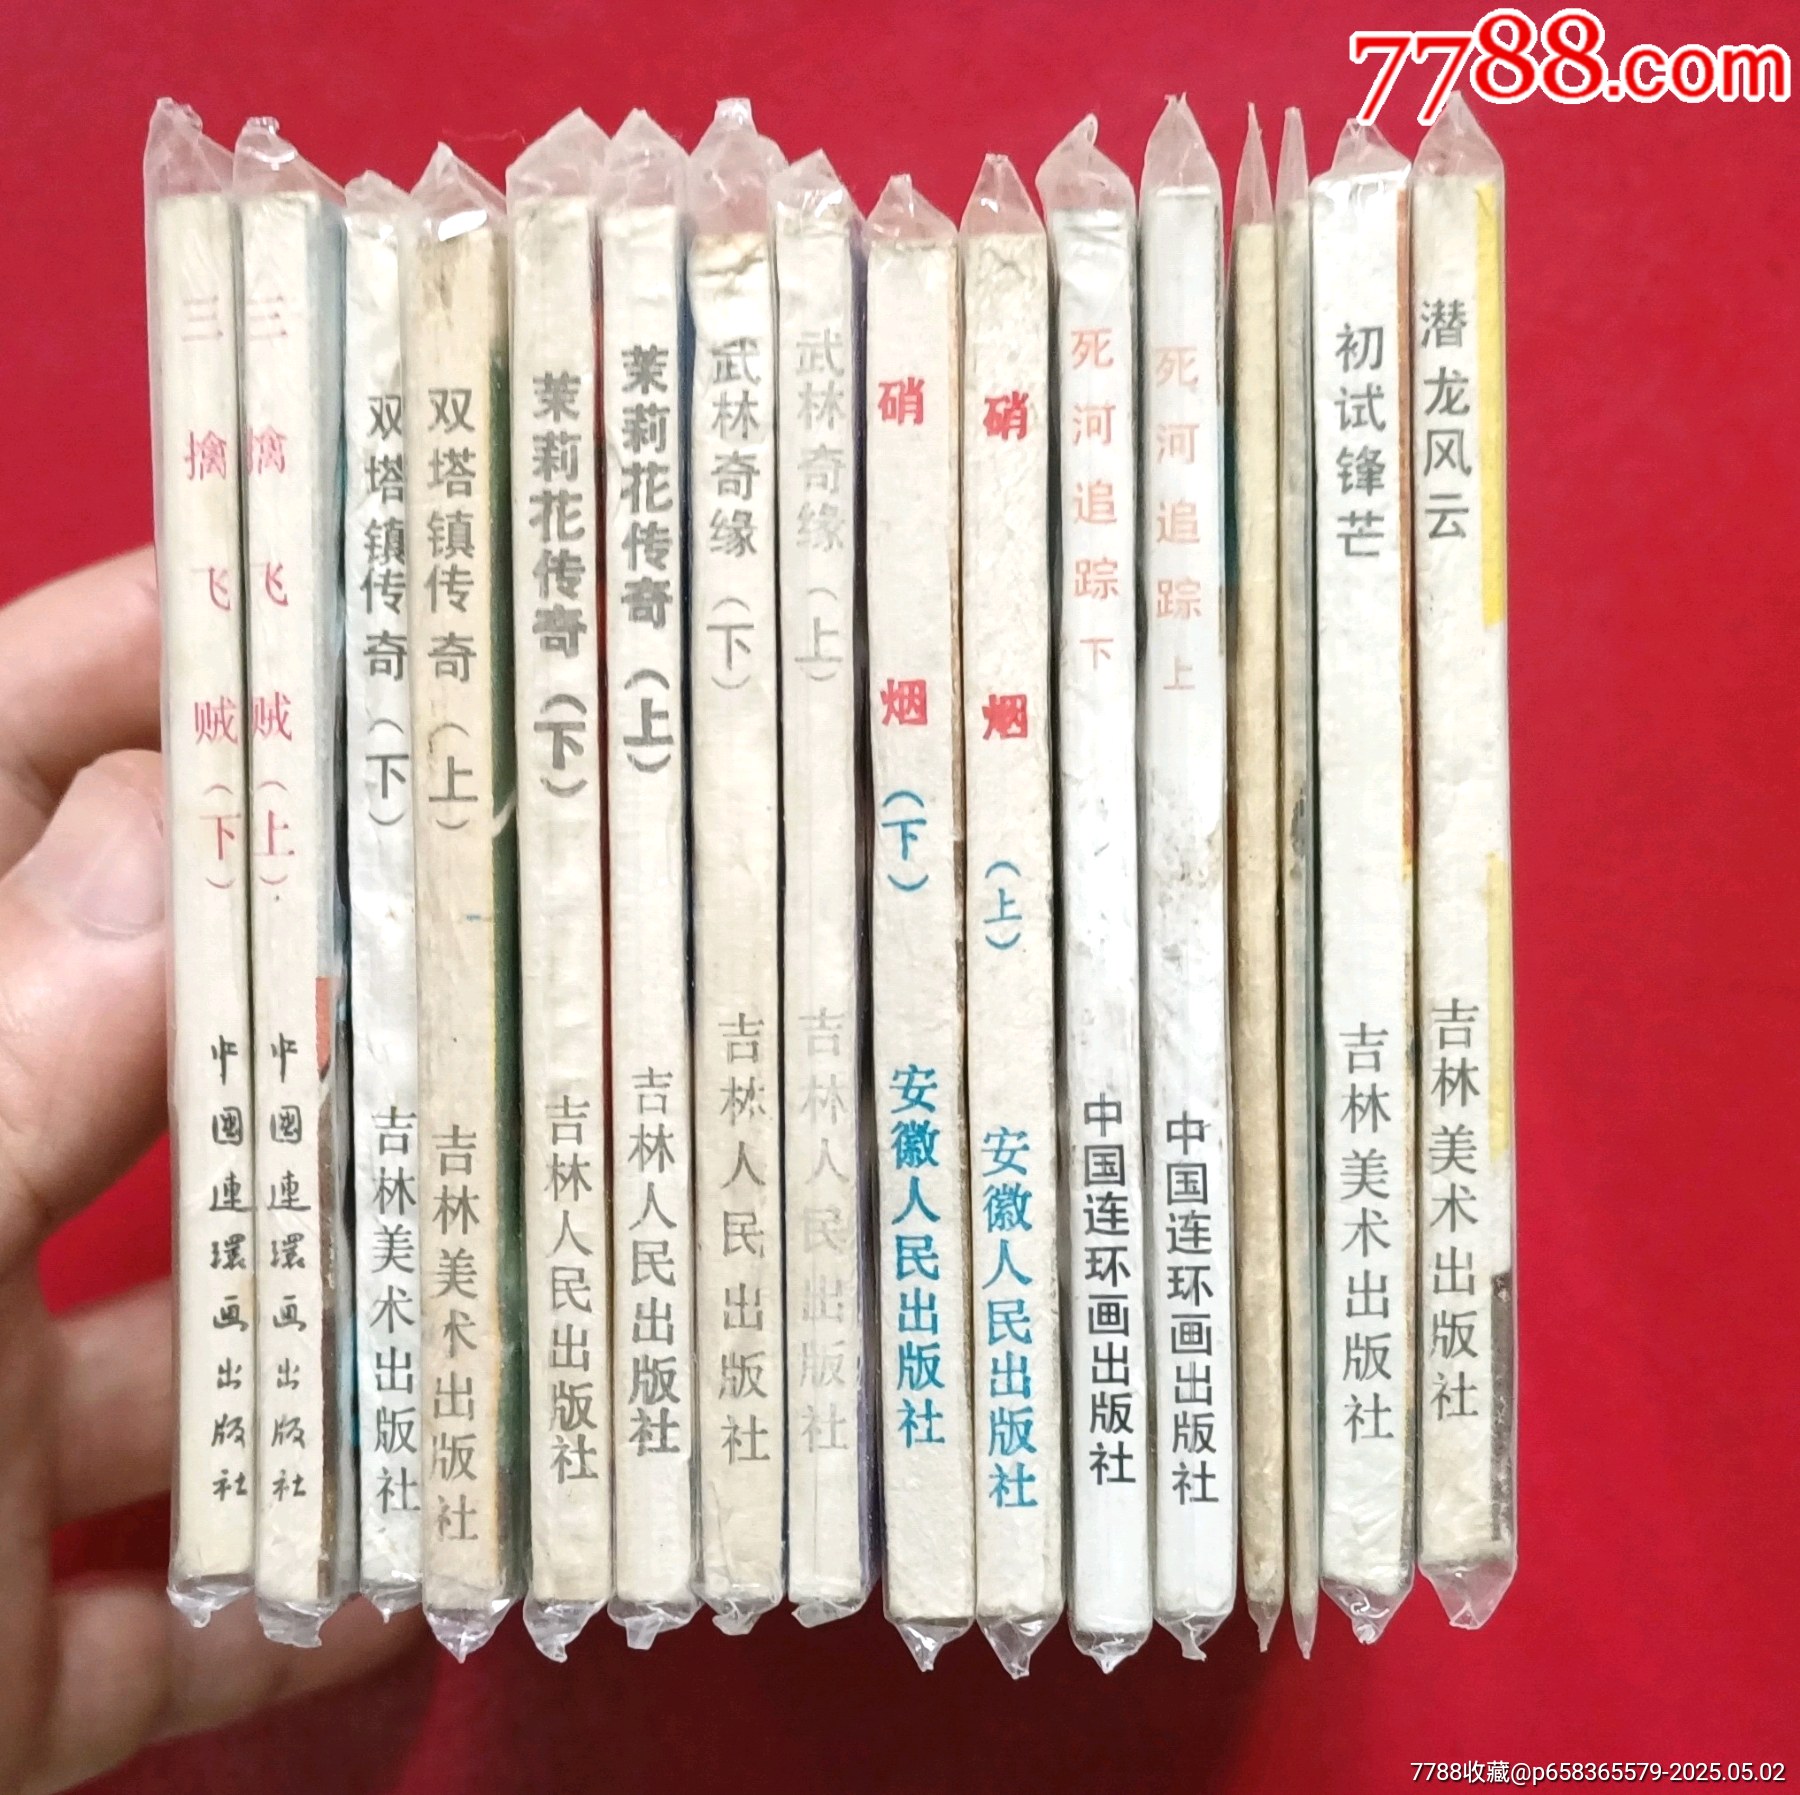 7788.com
三擒飞贼（下）
中國連環画出版社
三擒飞贼（上）
中國連環画出版社
双塔镇传奇（下）
吉林美术出版社
双塔镇传奇（上）
吉林美术出版社
茉莉花传奇（下）
吉林人民出版社
茉莉花传奇（上）
吉林人民出版社
武林奇缘（下）
吉林人民出版社
武林奇缘（上）
吉林人民出版社
硝烟（下）
安徽人民出版社
硝烟（上）
安徽人民出版社
死河追踪下
中国连环画出版社
死河追踪上
中国连环画出版社
初试锋芒
吉林美术出版社
潜龙风云
吉林美术出版社
7788收藏@p658365579-2025.05.02